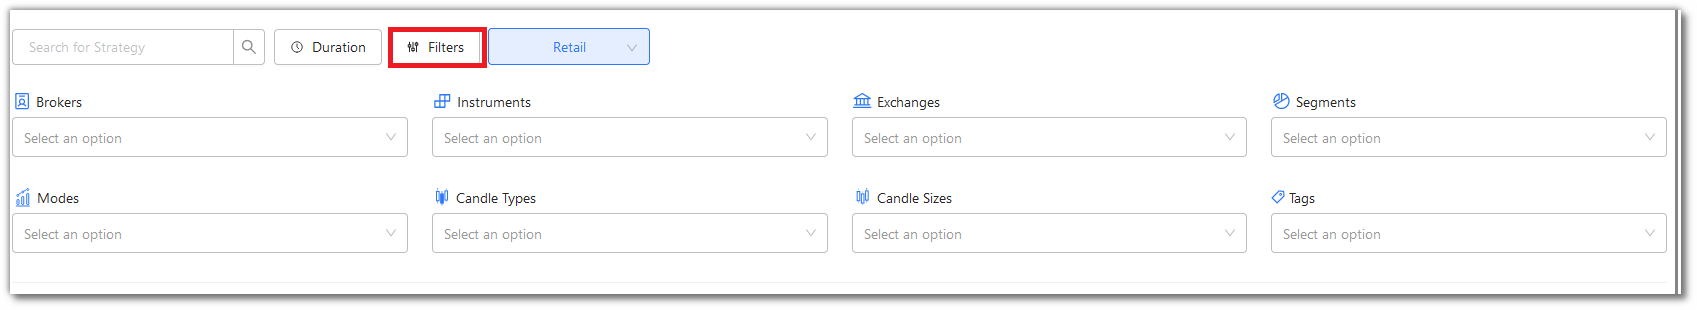 Search for Strategy Duration Filters Retail
Brokers Instruments Exchanges Segments
Select an option Select an option Select an option Select an option
Modes Candle Types Candle Sizes Tags
Select an option Select an option Select an option Select an option